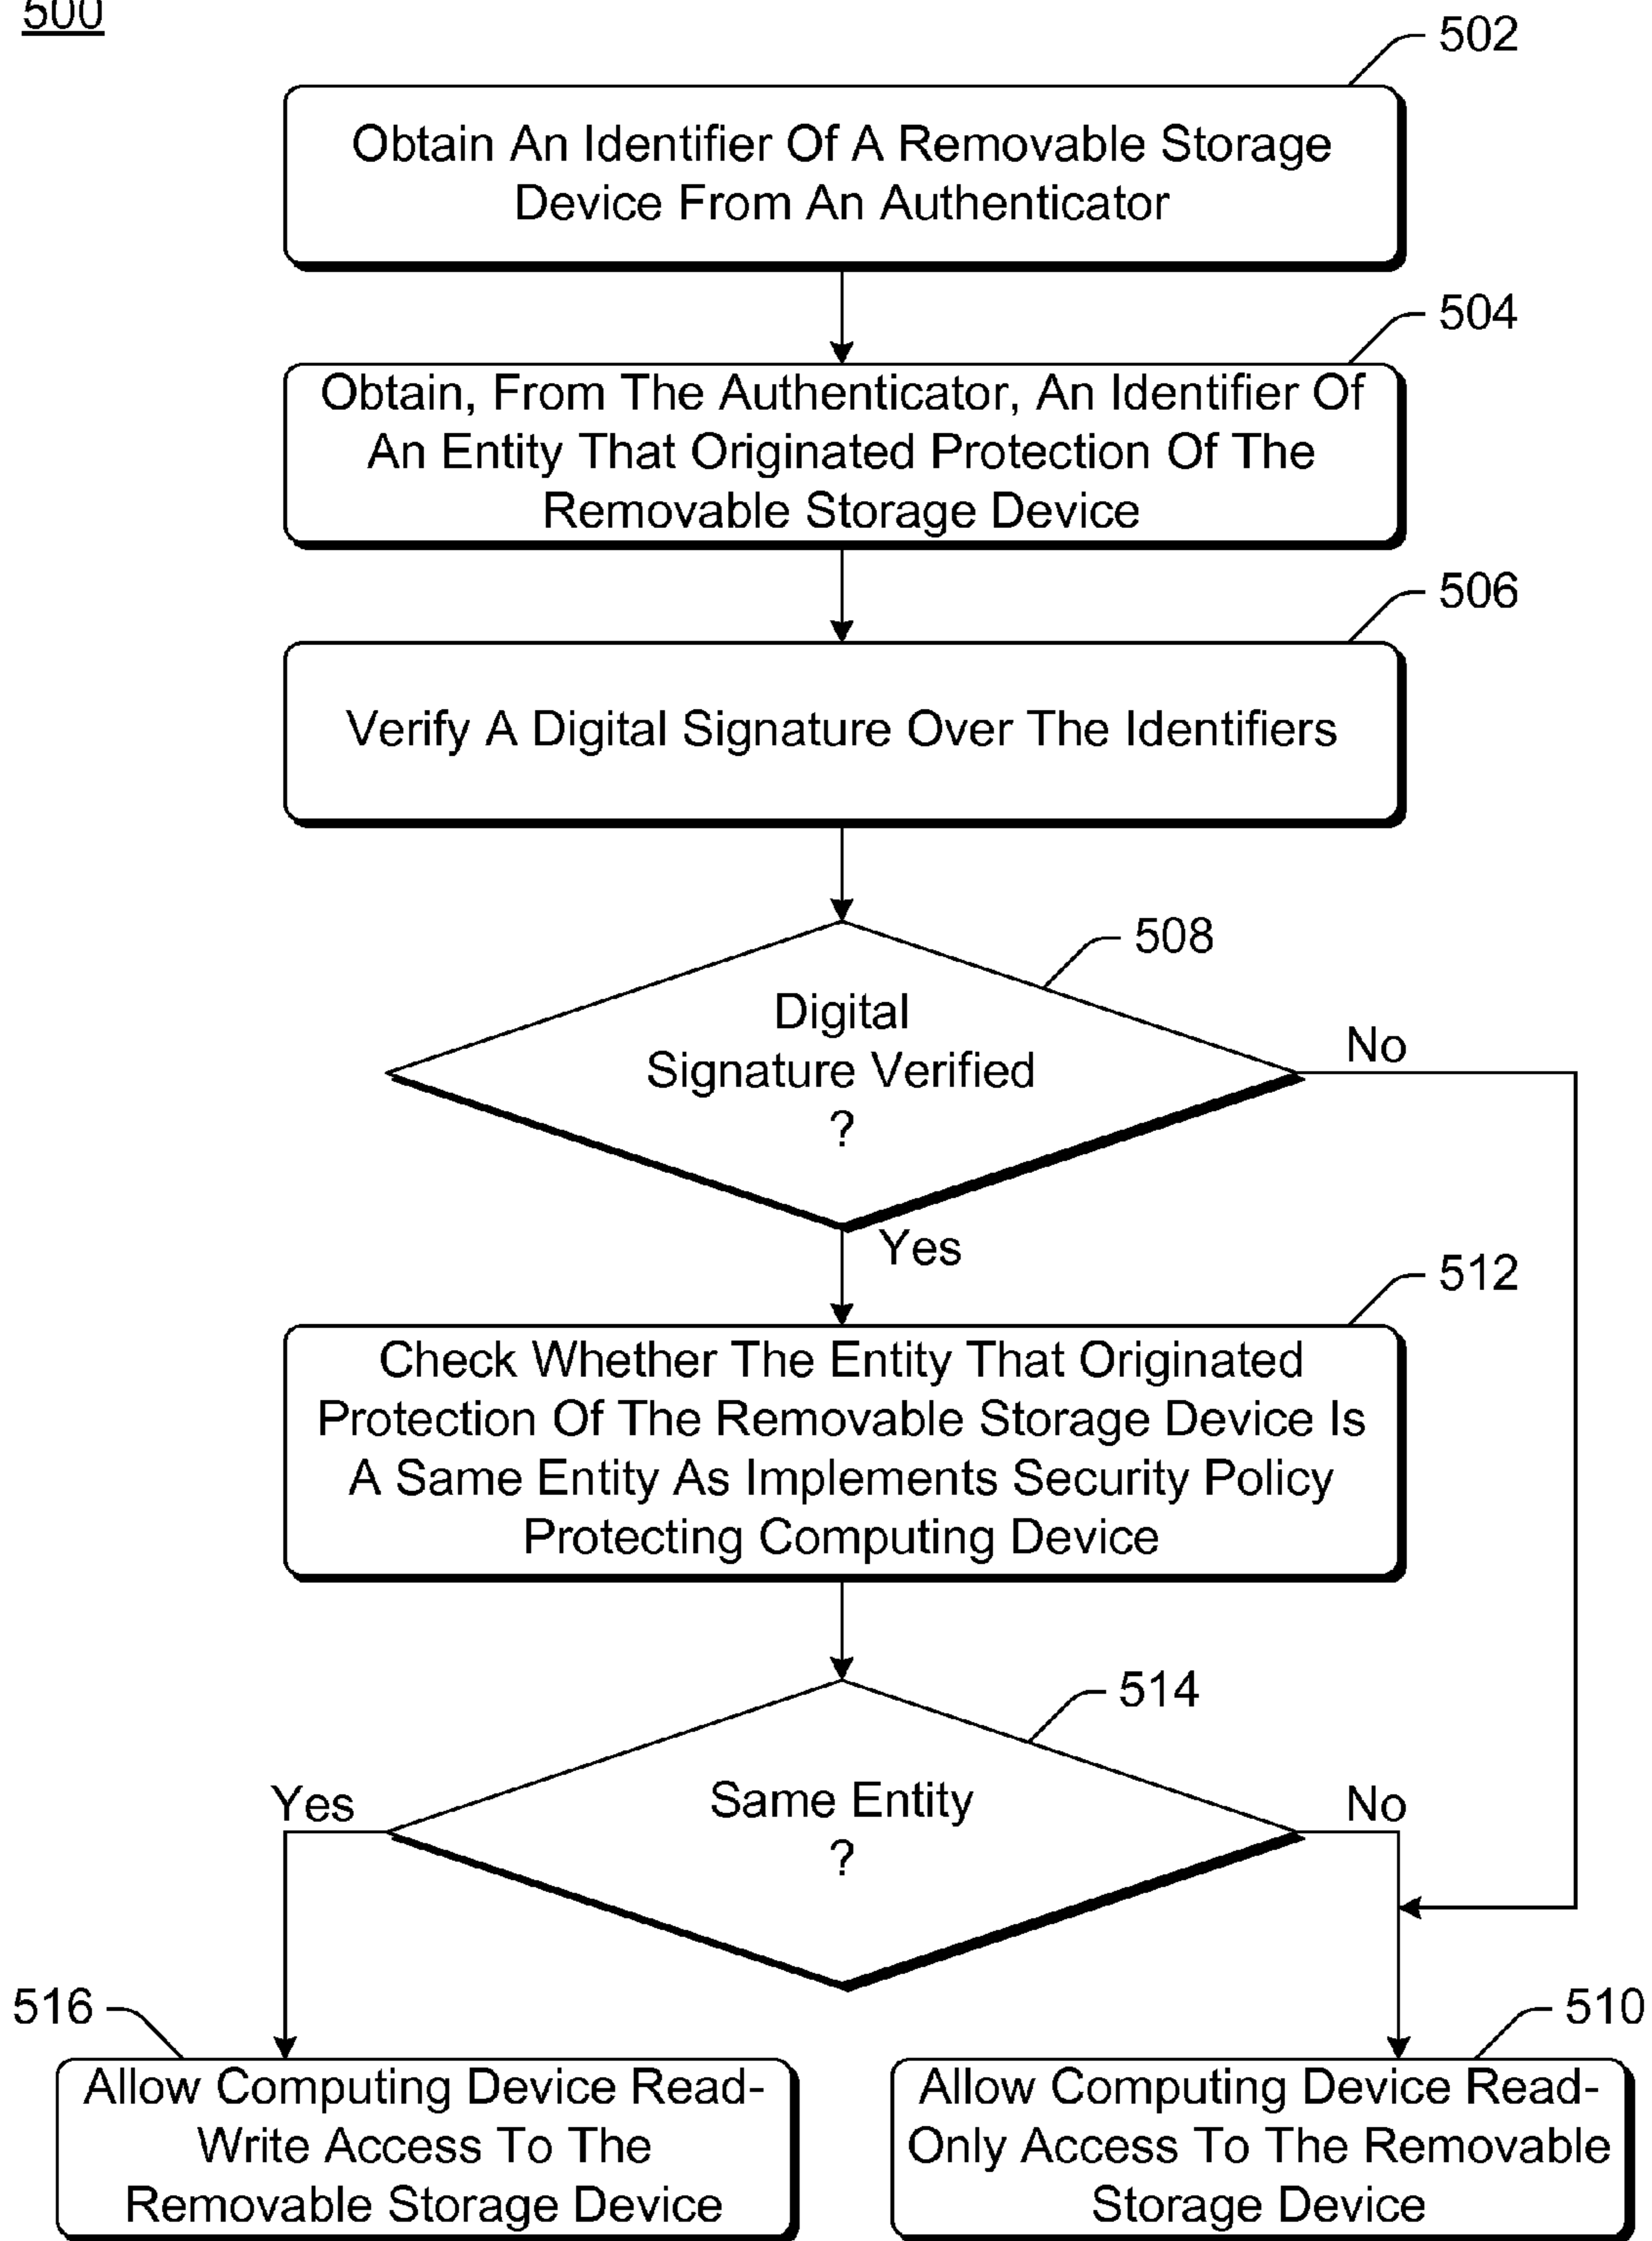 500
502
Obtain An Identifier Of A Removable Storage
Device From An Authenticator
504
Obtain, From The Authenticator, An Identifier Of
An Entity That Originated Protection Of The
Removable Storage Device
506
Verify A Digital Signature Over The Identifiers
508
Digital
Signature Verified
?
No
Yes
512
Check Whether The Entity That Originated
Protection Of The Removable Storage Device Is
A Same Entity As Implements Security Policy
Protecting Computing Device
514
Same Entity
?
Yes
No
516
Allow Computing Device Read-
Write Access To The
Removable Storage Device
510
Allow Computing Device Read-
Only Access To The Removable
Storage Device